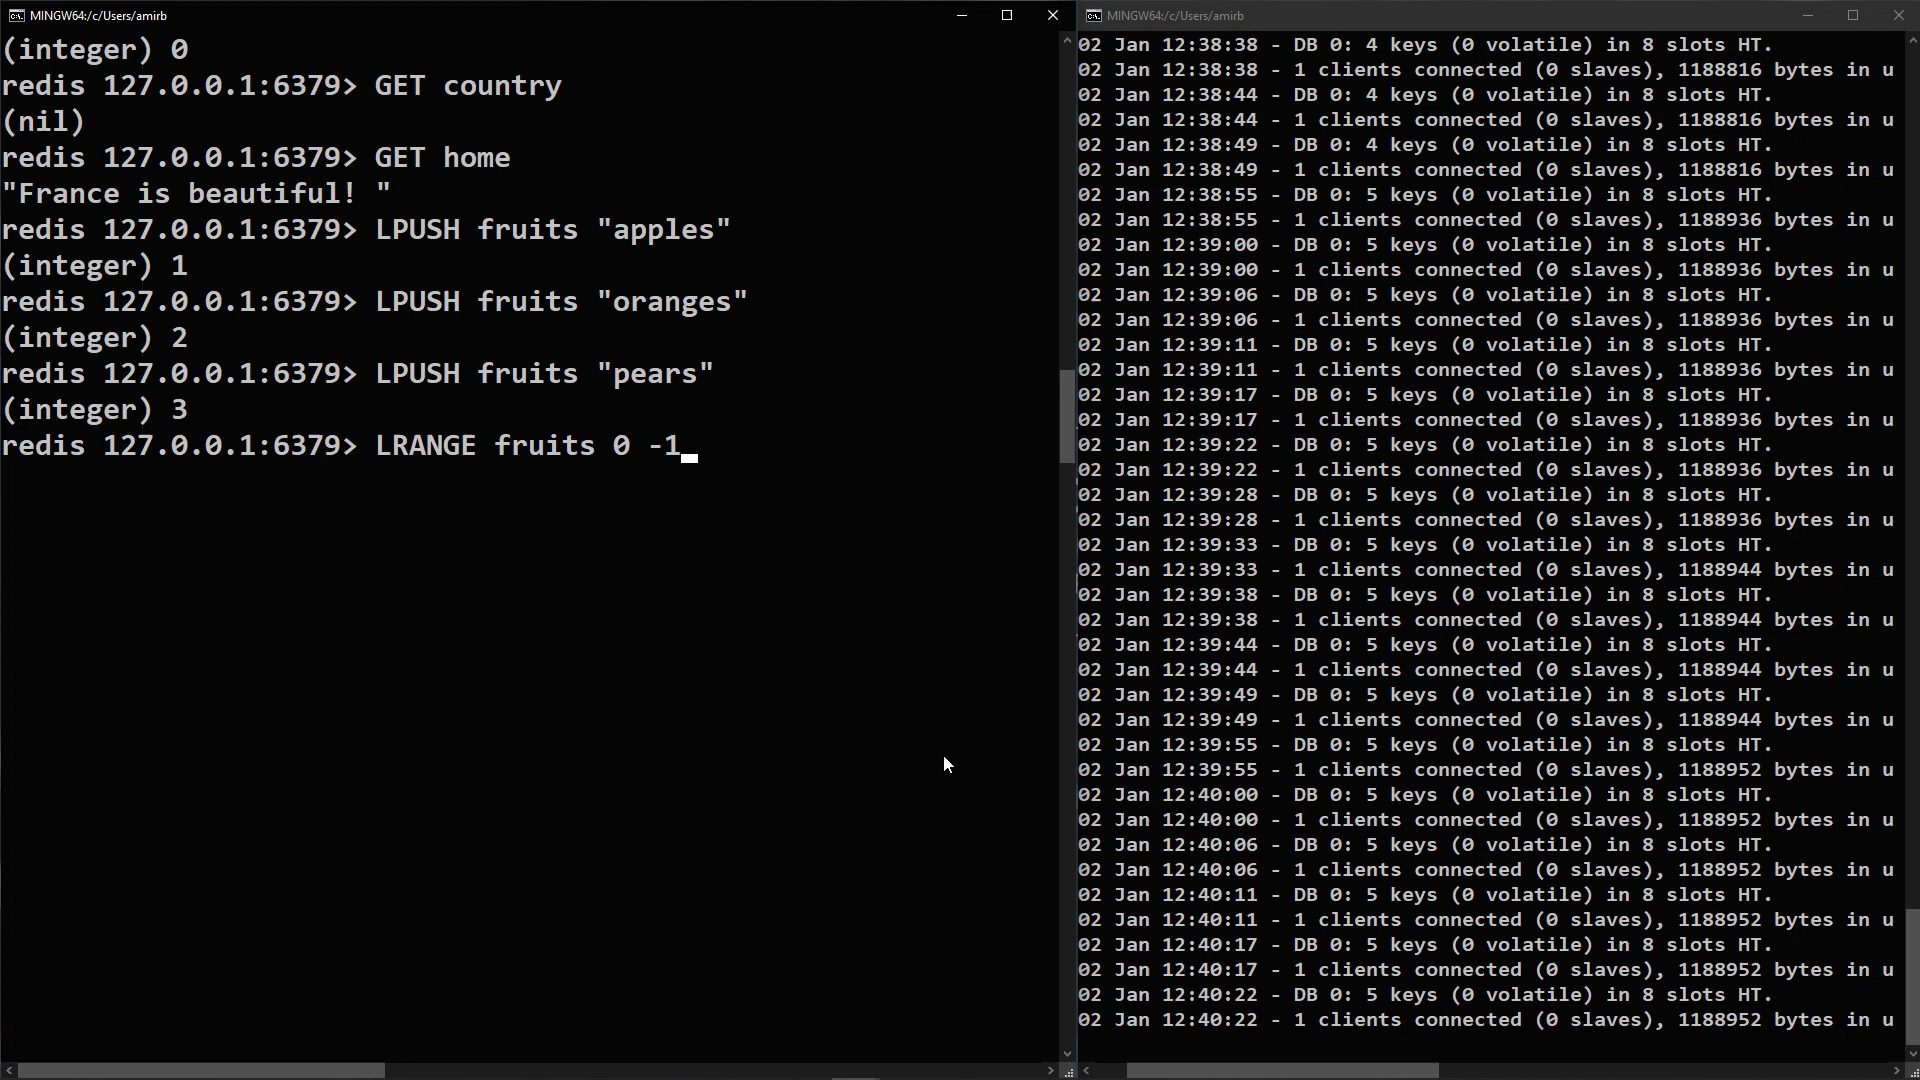 MINGW64:/c/Users/amirb
(integer) 0
redis 127.0.0.1:6379> GET country
(nil)
redis 127.0.0.1:6379> GET home
"France is beautiful! "
redis 127.0.0.1:6379> LPUSH fruits "apples"
(integer) 1
redis 127.0.0.1:6379> LPUSH fruits "oranges"
(integer) 2
redis 127.0.0.1:6379> LPUSH fruits "pears"
(integer) 3
redis 127.0.0.1:6379> LRANGE fruits 0 -1
MINGW64:/c/Users/amirb
02 Jan 12:38:38 - DB 0: 4 keys (0 volatile) in 8 slots HT.
02 Jan 12:38:38 - 1 clients connected (0 slaves), 1188816 bytes in u
02 Jan 12:38:44 - DB 0: 4 keys (0 volatile) in 8 slots HT.
02 Jan 12:38:44 - 1 clients connected (0 slaves), 1188816 bytes in u
02 Jan 12:38:49 - DB 0: 4 keys (0 volatile) in 8 slots HT.
02 Jan 12:38:49 - 1 clients connected (0 slaves), 1188816 bytes in u
02 Jan 12:38:55 - DB 0: 5 keys (0 volatile) in 8 slots HT.
02 Jan 12:38:55 - 1 clients connected (0 slaves), 1188936 bytes in u
02 Jan 12:39:00 - DB 0: 5 keys (0 volatile) in 8 slots HT.
02 Jan 12:39:00 - 1 clients connected (0 slaves), 1188936 bytes in u
02 Jan 12:39:06 - DB 0: 5 keys (0 volatile) in 8 slots HT.
02 Jan 12:39:06 - 1 clients connected (0 slaves), 1188936 bytes in u
02 Jan 12:39:11 - DB 0: 5 keys (0 volatile) in 8 slots HT.
02 Jan 12:39:11 - 1 clients connected (0 slaves), 1188936 bytes in u
02 Jan 12:39:17 - DB 0: 5 keys (0 volatile) in 8 slots HT.
02 Jan 12:39:17 - 1 clients connected (0 slaves), 1188936 bytes in u
02 Jan 12:39:22 - DB 0: 5 keys (0 volatile) in 8 slots HT.
02 Jan 12:39:22 - 1 clients connected (0 slaves), 1188936 bytes in u
02 Jan 12:39:28 - DB 0: 5 keys (0 volatile) in 8 slots HT.
02 Jan 12:39:28 - 1 clients connected (0 slaves), 1188936 bytes in u
02 Jan 12:39:33 - DB 0: 5 keys (0 volatile) in 8 slots HT.
02 Jan 12:39:33 - 1 clients connected (0 slaves), 1188944 bytes in u
02 Jan 12:39:38 - DB 0: 5 keys (0 volatile) in 8 slots HT.
02 Jan 12:39:38 - 1 clients connected (0 slaves), 1188944 bytes in u
02 Jan 12:39:44 - DB 0: 5 keys (0 volatile) in 8 slots HT.
02 Jan 12:39:44 - 1 clients connected (0 slaves), 1188944 bytes in u
02 Jan 12:39:49 - DB 0: 5 keys (0 volatile) in 8 slots HT.
02 Jan 12:39:49 - 1 clients connected (0 slaves), 1188944 bytes in u
02 Jan 12:39:55 - DB 0: 5 keys (0 volatile) in 8 slots HT.
02 Jan 12:39:55 - 1 clients connected (0 slaves), 1188952 bytes in u
02 Jan 12:40:00 - DB 0: 5 keys (0 volatile) in 8 slots HT.
02 Jan 12:40:00 - 1 clients connected (0 slaves), 1188952 bytes in u
02 Jan 12:40:06 - DB 0: 5 keys (0 volatile) in 8 slots HT.
02 Jan 12:40:06 - 1 clients connected (0 slaves), 1188952 bytes in u
02 Jan 12:40:11 - DB 0: 5 keys (0 volatile) in 8 slots HT.
02 Jan 12:40:11 - 1 clients connected (0 slaves), 1188952 bytes in u
02 Jan 12:40:17 - DB 0: 5 keys (0 volatile) in 8 slots HT.
02 Jan 12:40:17 - 1 clients connected (0 slaves), 1188952 bytes in u
02 Jan 12:40:22 - DB 0: 5 keys (0 volatile) in 8 slots HT.
02 Jan 12:40:22 - 1 clients connected (0 slaves), 1188952 bytes in u